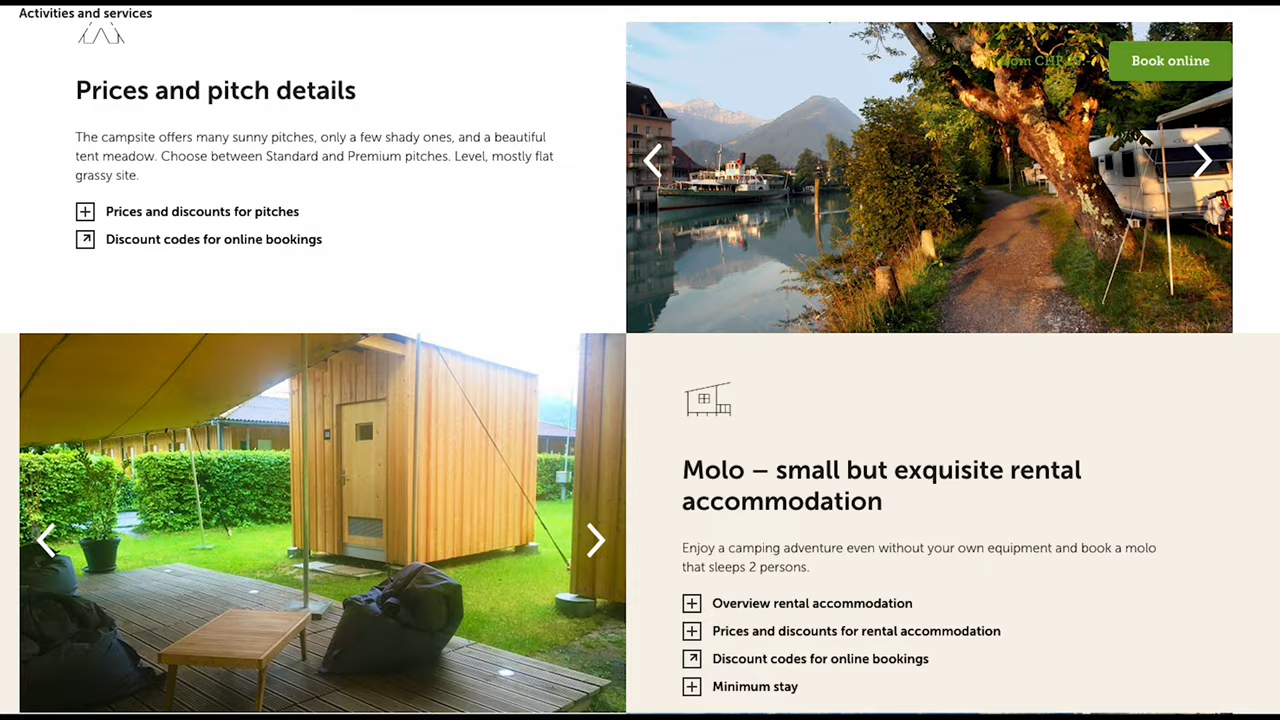 Activities and services
Book online
Prices and pitch details
The campsite offers many sunny pitches, only a few shady ones, and a beautiful
tent meadow. Choose between Standard and Premium pitches. Level, mostly flat
grassy site.
Prices and discounts for pitches
Discount codes for online bookings
Molo – small but exquisite rental
accommodation
Enjoy a camping adventure even without your own equipment and book a molo
that sleeps 2 persons.
Overview rental accommodation
Prices and discounts for rental accommodation
Discount codes for online bookings
Minimum stay